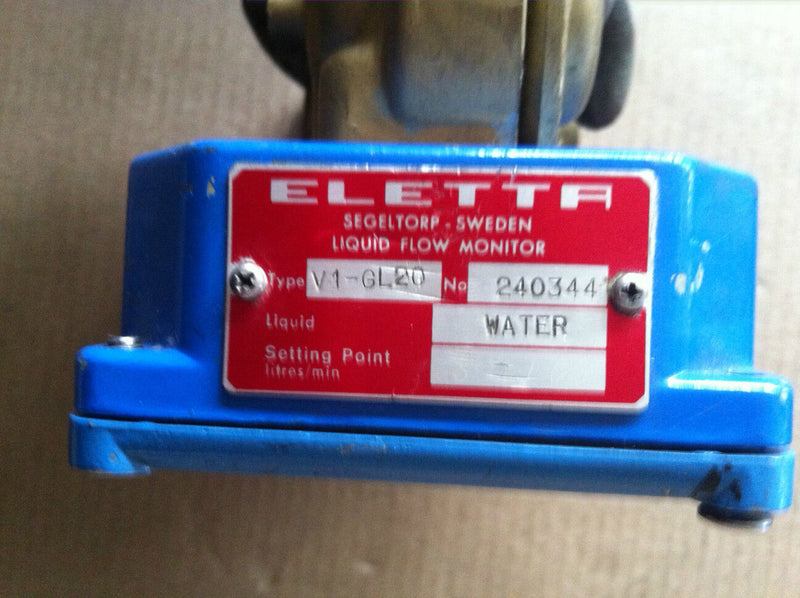 ELETTA
SEGELTORP - SWEDEN
LIQUID FLOW MONITOR
Type V1-GL20 No 240344
Liquid WATER
Setting Point
litres/min